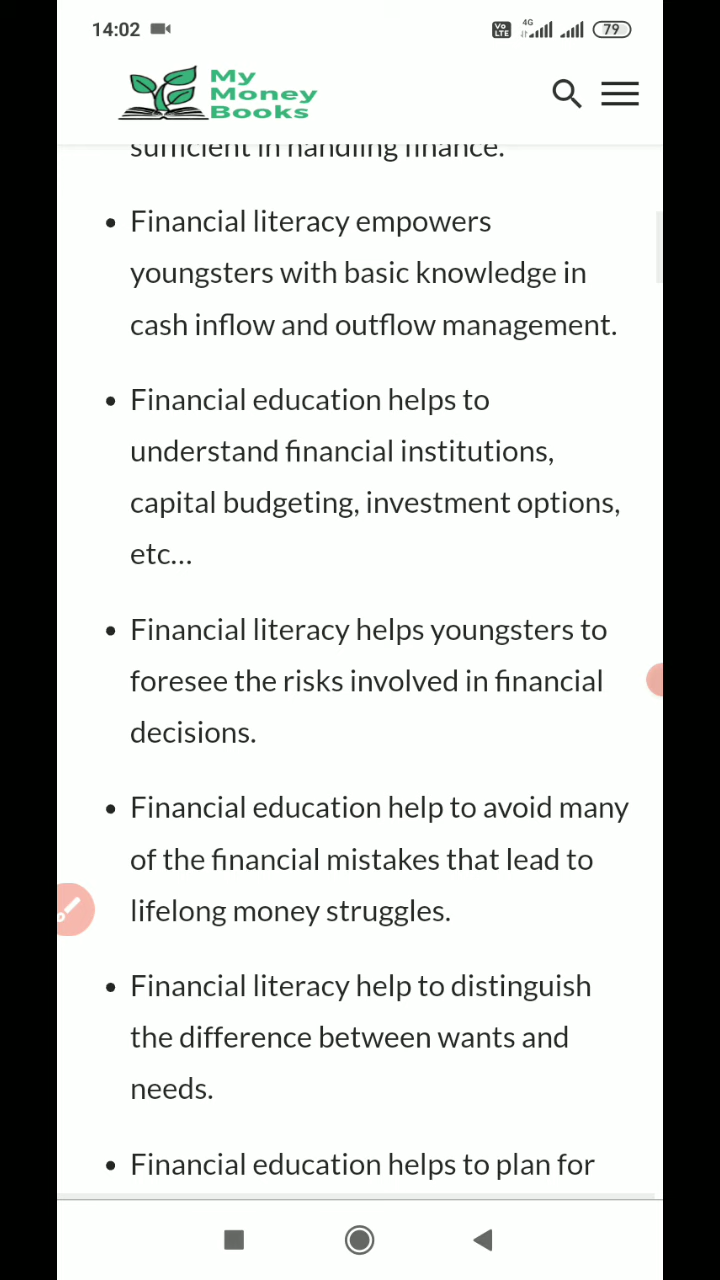 14:02
Vo LTE 4G 79
My
Money
Books
sufficient in handling finance.
• Financial literacy empowers
youngsters with basic knowledge in
cash inflow and outflow management.
• Financial education helps to
understand financial institutions,
capital budgeting, investment options,
etc...
• Financial literacy helps youngsters to
foresee the risks involved in financial
decisions.
• Financial education help to avoid many
of the financial mistakes that lead to
lifelong money struggles.
• Financial literacy help to distinguish
the difference between wants and
needs.
• Financial education helps to plan for